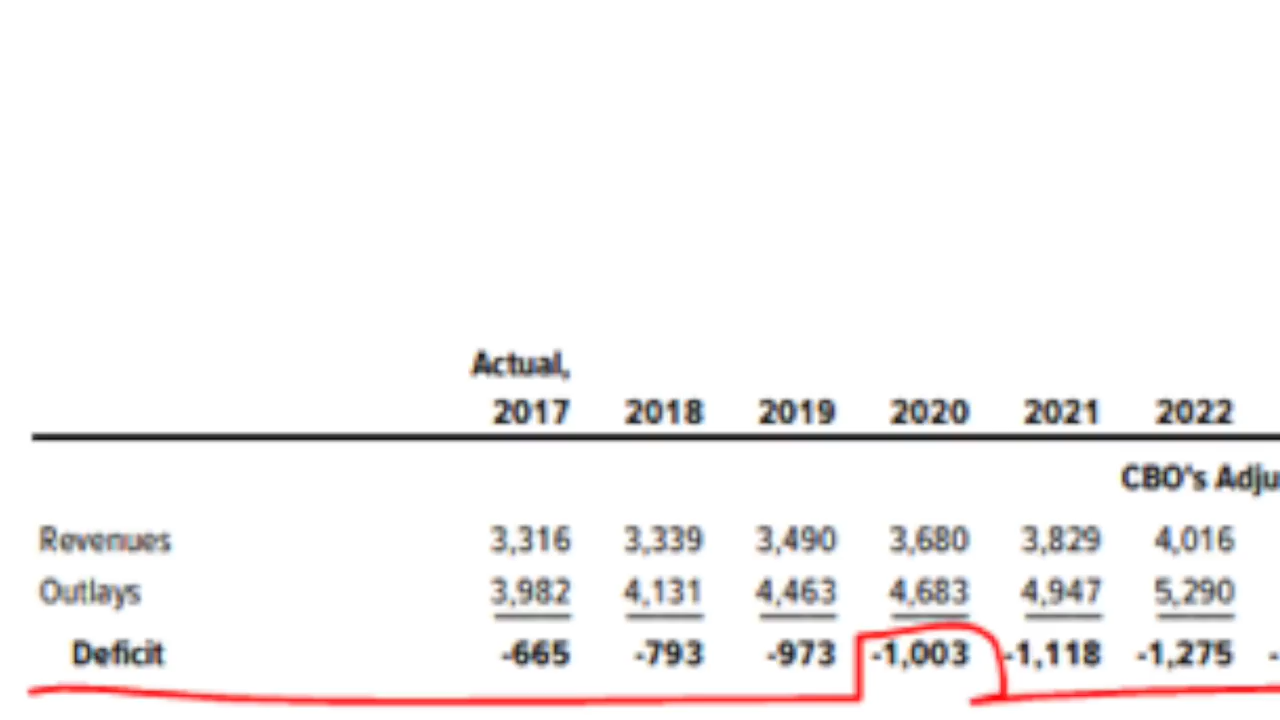 Actual,
2017 2018 2019 2020 2021 2022
CBO's Adju
Revenues 3,316 3,339 3,490 3,680 3,829 4,016
Outlays 3,982 4,131 4,463 4,683 4,947 5,290
Deficit -665 -793 -973 -1,003 -1,118 -1,275 -